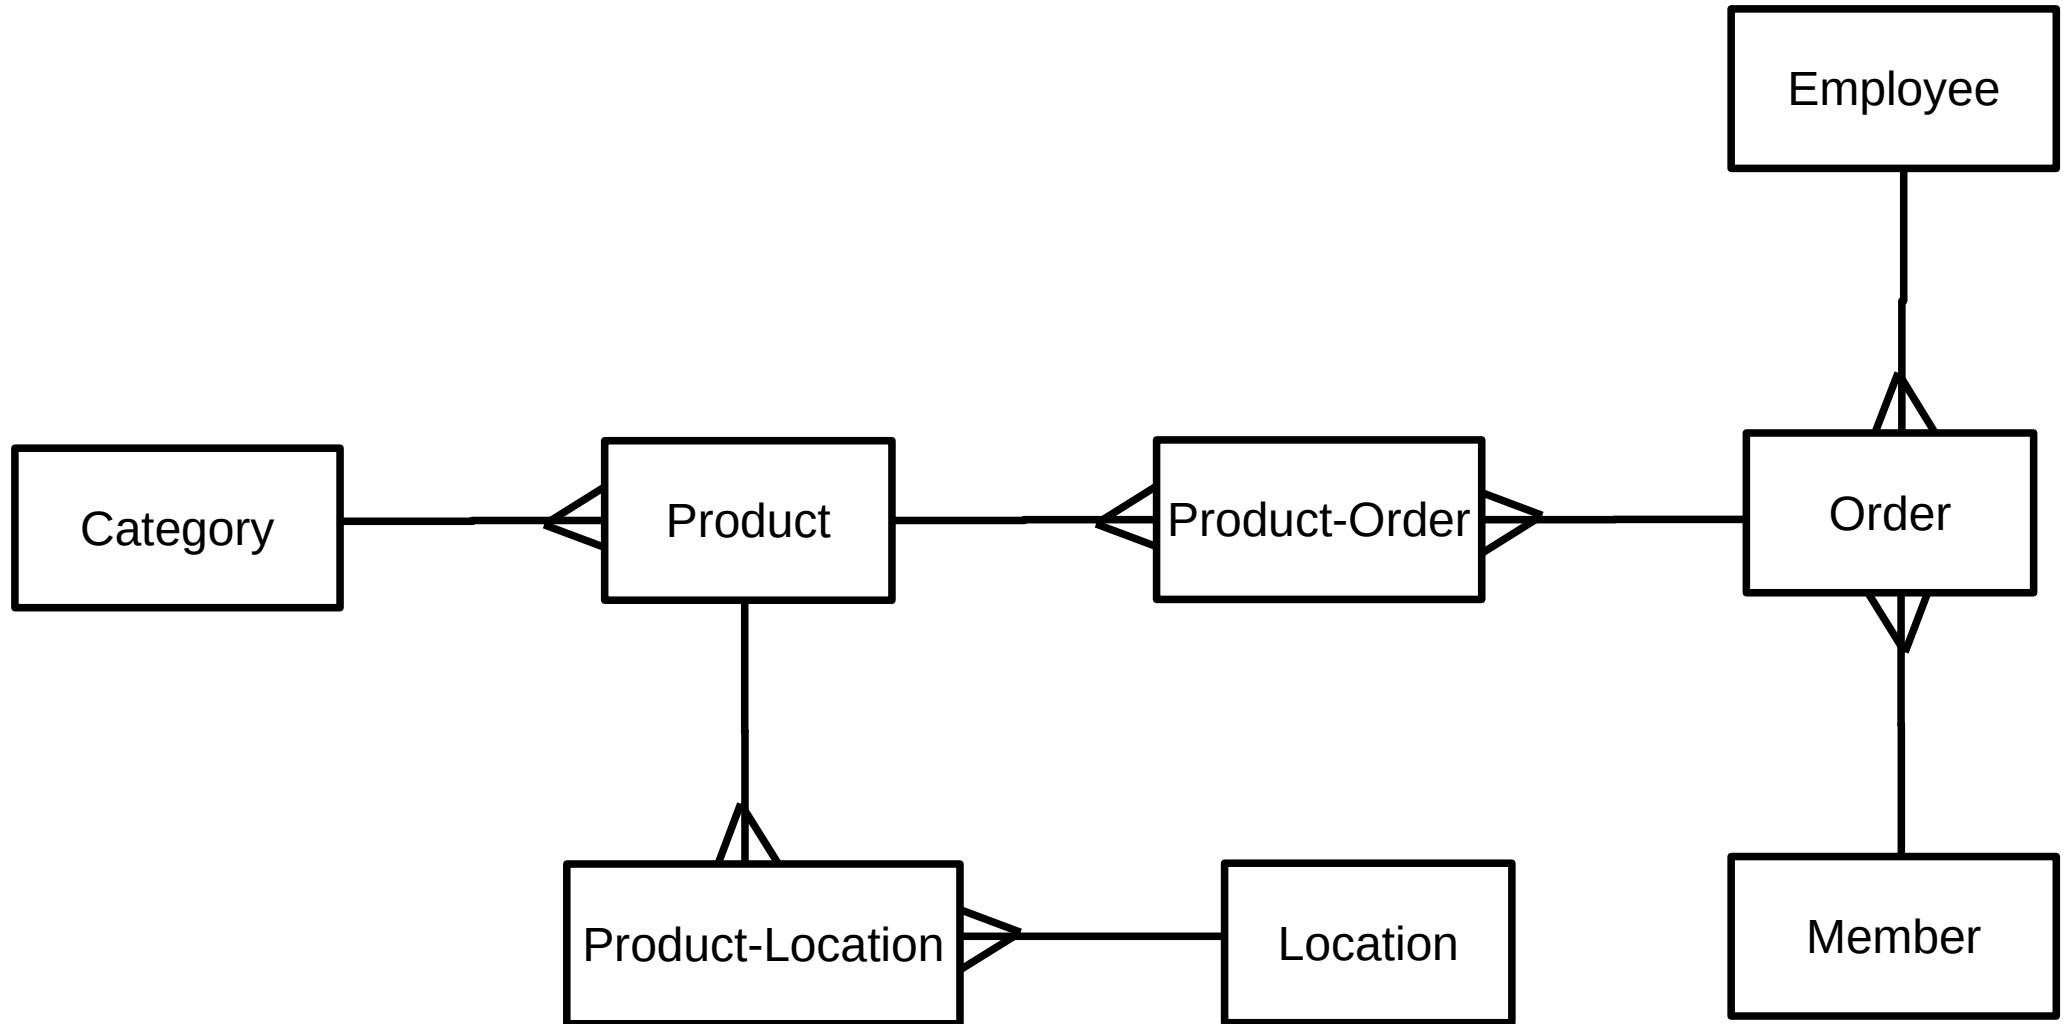 Employee
Category
Product
Product-Order
Order
Product-Location
Location
Member